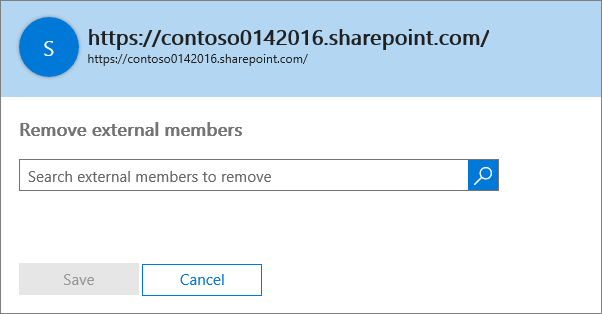 S
https://contoso0142016.sharepoint.com/
https://contoso0142016.sharepoint.com/
Remove external members
Search external members to remove
Save
Cancel